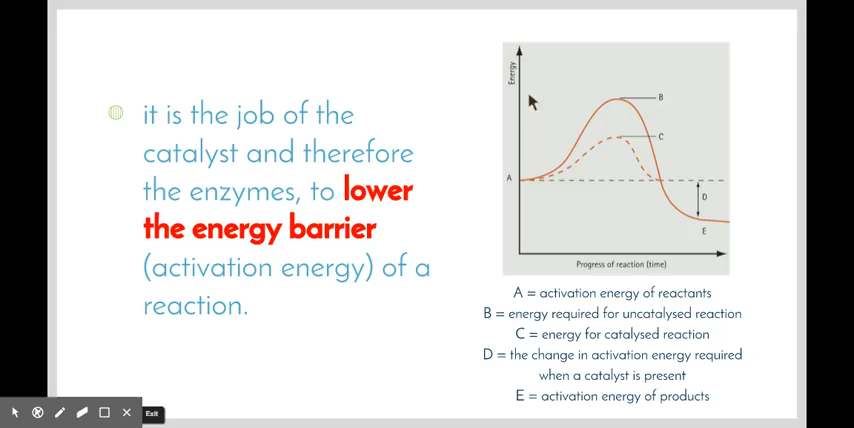 it is the job of the
catalyst and therefore
the enzymes, to lower
the energy barrier
(activation energy) of a
reaction.
Energy
B
C
A
D
E
Progress of reaction (time)
A = activation energy of reactants
B = energy required for uncatalysed reaction
C = energy for catalysed reaction
D = the change in activation energy required
when a catalyst is present
E = activation energy of products
Exit